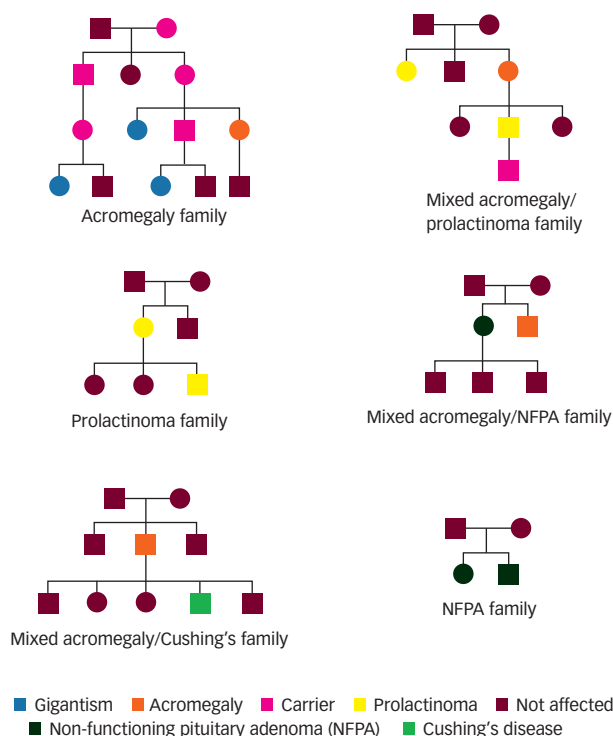 Acromegaly family
Mixed acromegaly/
prolactinoma family
Prolactinoma family
Mixed acromegaly/NFPA family
Mixed acromegaly/Cushing's family
NFPA family
Gigantism Acromegaly Carrier Prolactinoma Not affected
Non-functioning pituitary adenoma (NFPA) Cushing's disease